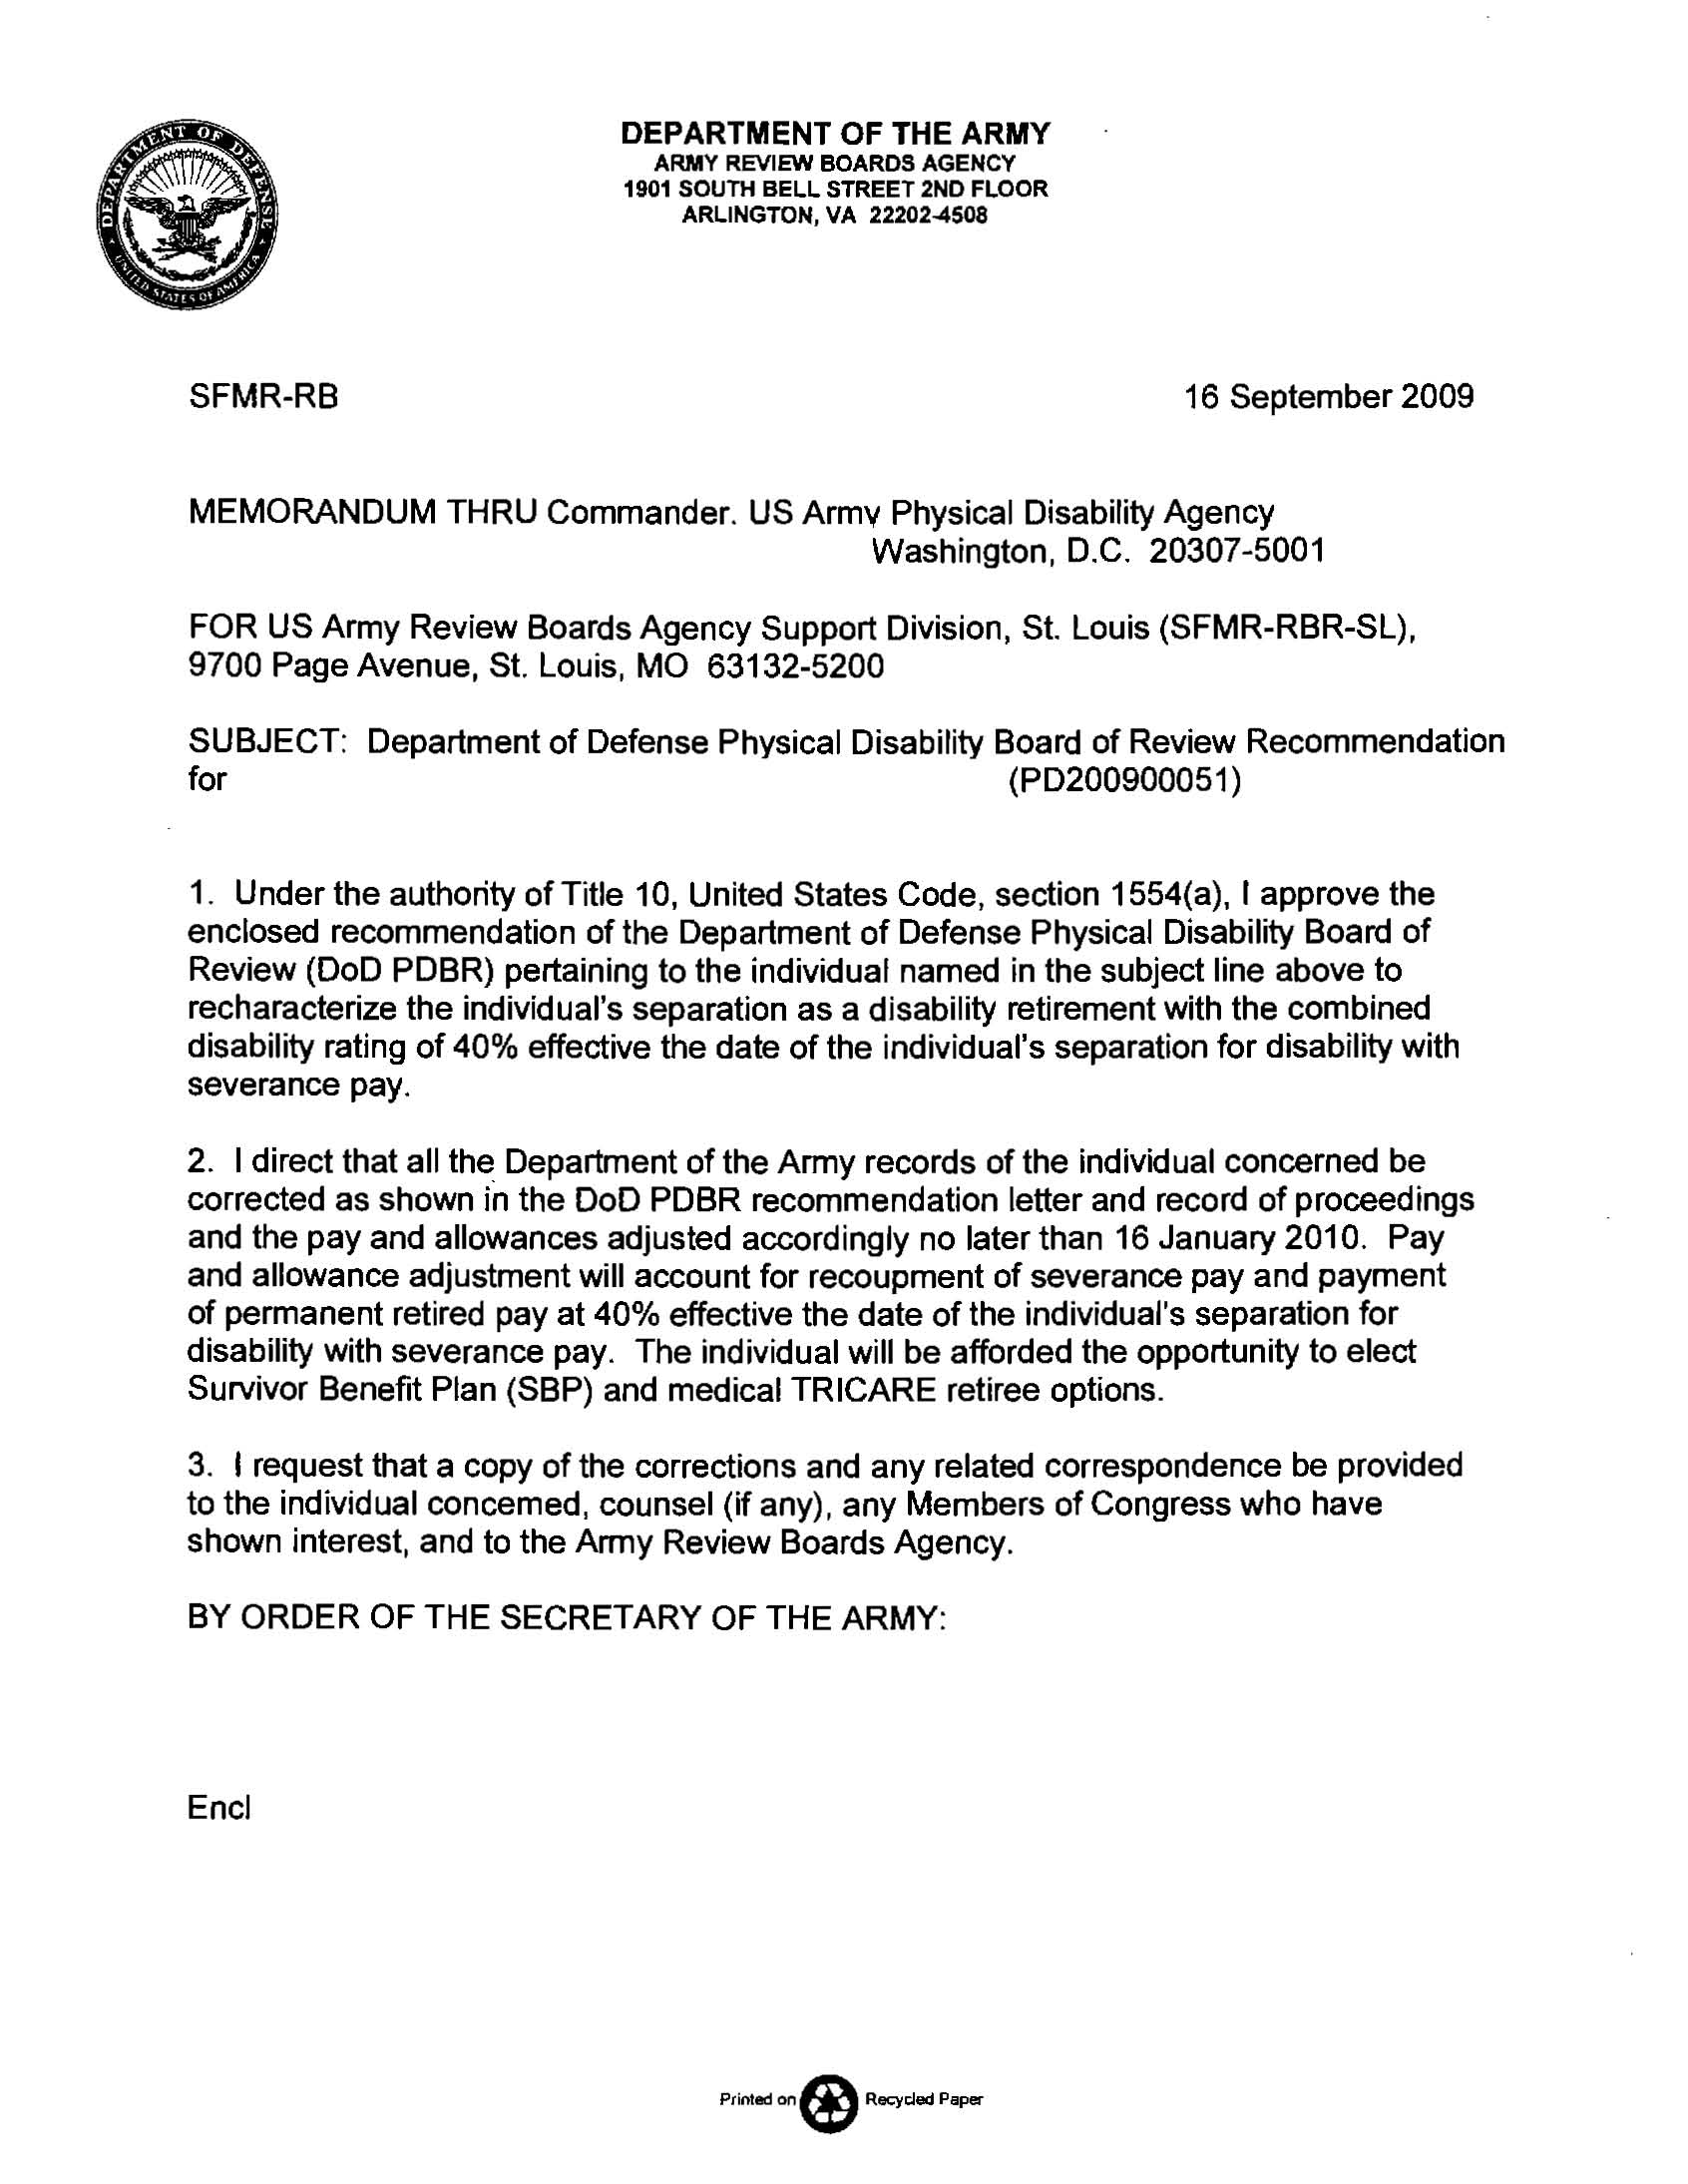 DEPARTMENT OF DEFENSE
UNITED STATES OF AMERICA
DEPARTMENT OF THE ARMY
ARMY REVIEW BOARDS AGENCY
1901 SOUTH BELL STREET 2ND FLOOR
ARLINGTON, VA 22202-4508
SFMR-RB 16 September 2009
MEMORANDUM THRU Commander. US Army Physical Disability Agency
Washington, D.C. 20307-5001
FOR US Army Review Boards Agency Support Division, St. Louis (SFMR-RBR-SL),
9700 Page Avenue, St. Louis, MO 63132-5200
SUBJECT: Department of Defense Physical Disability Board of Review Recommendation
for (PD200900051)
1. Under the authority of Title 10, United States Code, section 1554(a), I approve the
enclosed recommendation of the Department of Defense Physical Disability Board of
Review (DoD PDBR) pertaining to the individual named in the subject line above to
recharacterize the individual's separation as a disability retirement with the combined
disability rating of 40% effective the date of the individual's separation for disability with
severance pay.
2. I direct that all the Department of the Army records of the individual concerned be
corrected as shown in the DoD PDBR recommendation letter and record of proceedings
and the pay and allowances adjusted accordingly no later than 16 January 2010. Pay
and allowance adjustment will account for recoupment of severance pay and payment
of permanent retired pay at 40% effective the date of the individual's separation for
disability with severance pay. The individual will be afforded the opportunity to elect
Survivor Benefit Plan (SBP) and medical TRICARE retiree options.
3. I request that a copy of the corrections and any related correspondence be provided
to the individual concerned, counsel (if any), any Members of Congress who have
shown interest, and to the Army Review Boards Agency.
BY ORDER OF THE SECRETARY OF THE ARMY:
Encl
Printed on Recycled Paper